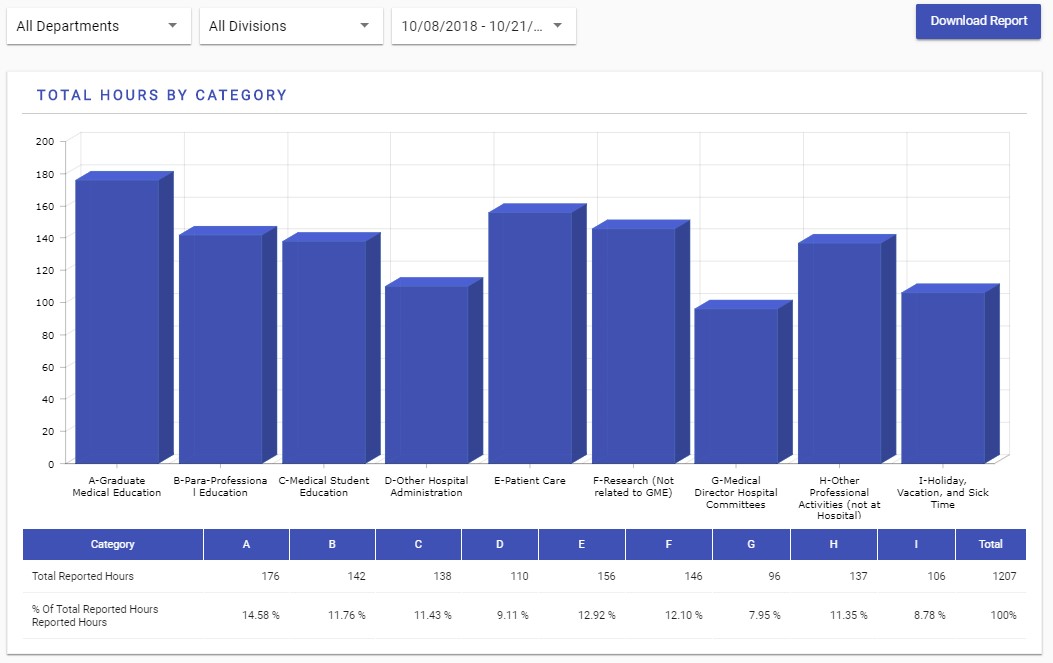 All Departments
All Divisions
10/08/2018 - 10/21/...
Download Report
TOTAL HOURS BY CATEGORY
200
180
160
140
120
100
80
60
40
20
0
A-Graduate
Medical Education
B-Para-Professiona
l Education
C-Medical Student
Education
D-Other Hospital
Administration
E-Patient Care
F-Research (Not
related to GME)
G-Medical
Director Hospital
Committees
H-Other
Professional
Activities (not at
Hospital)
I-Holiday,
Vacation, and Sick
Time
Category A B C D E F G H I Total
Total Reported Hours 176 142 138 110 156 146 96 137 106 1207
% Of Total Reported Hours
Reported Hours
14.58 % 11.76 % 11.43 % 9.11 % 12.92 % 12.10 % 7.95 % 11.35 % 8.78 % 100%